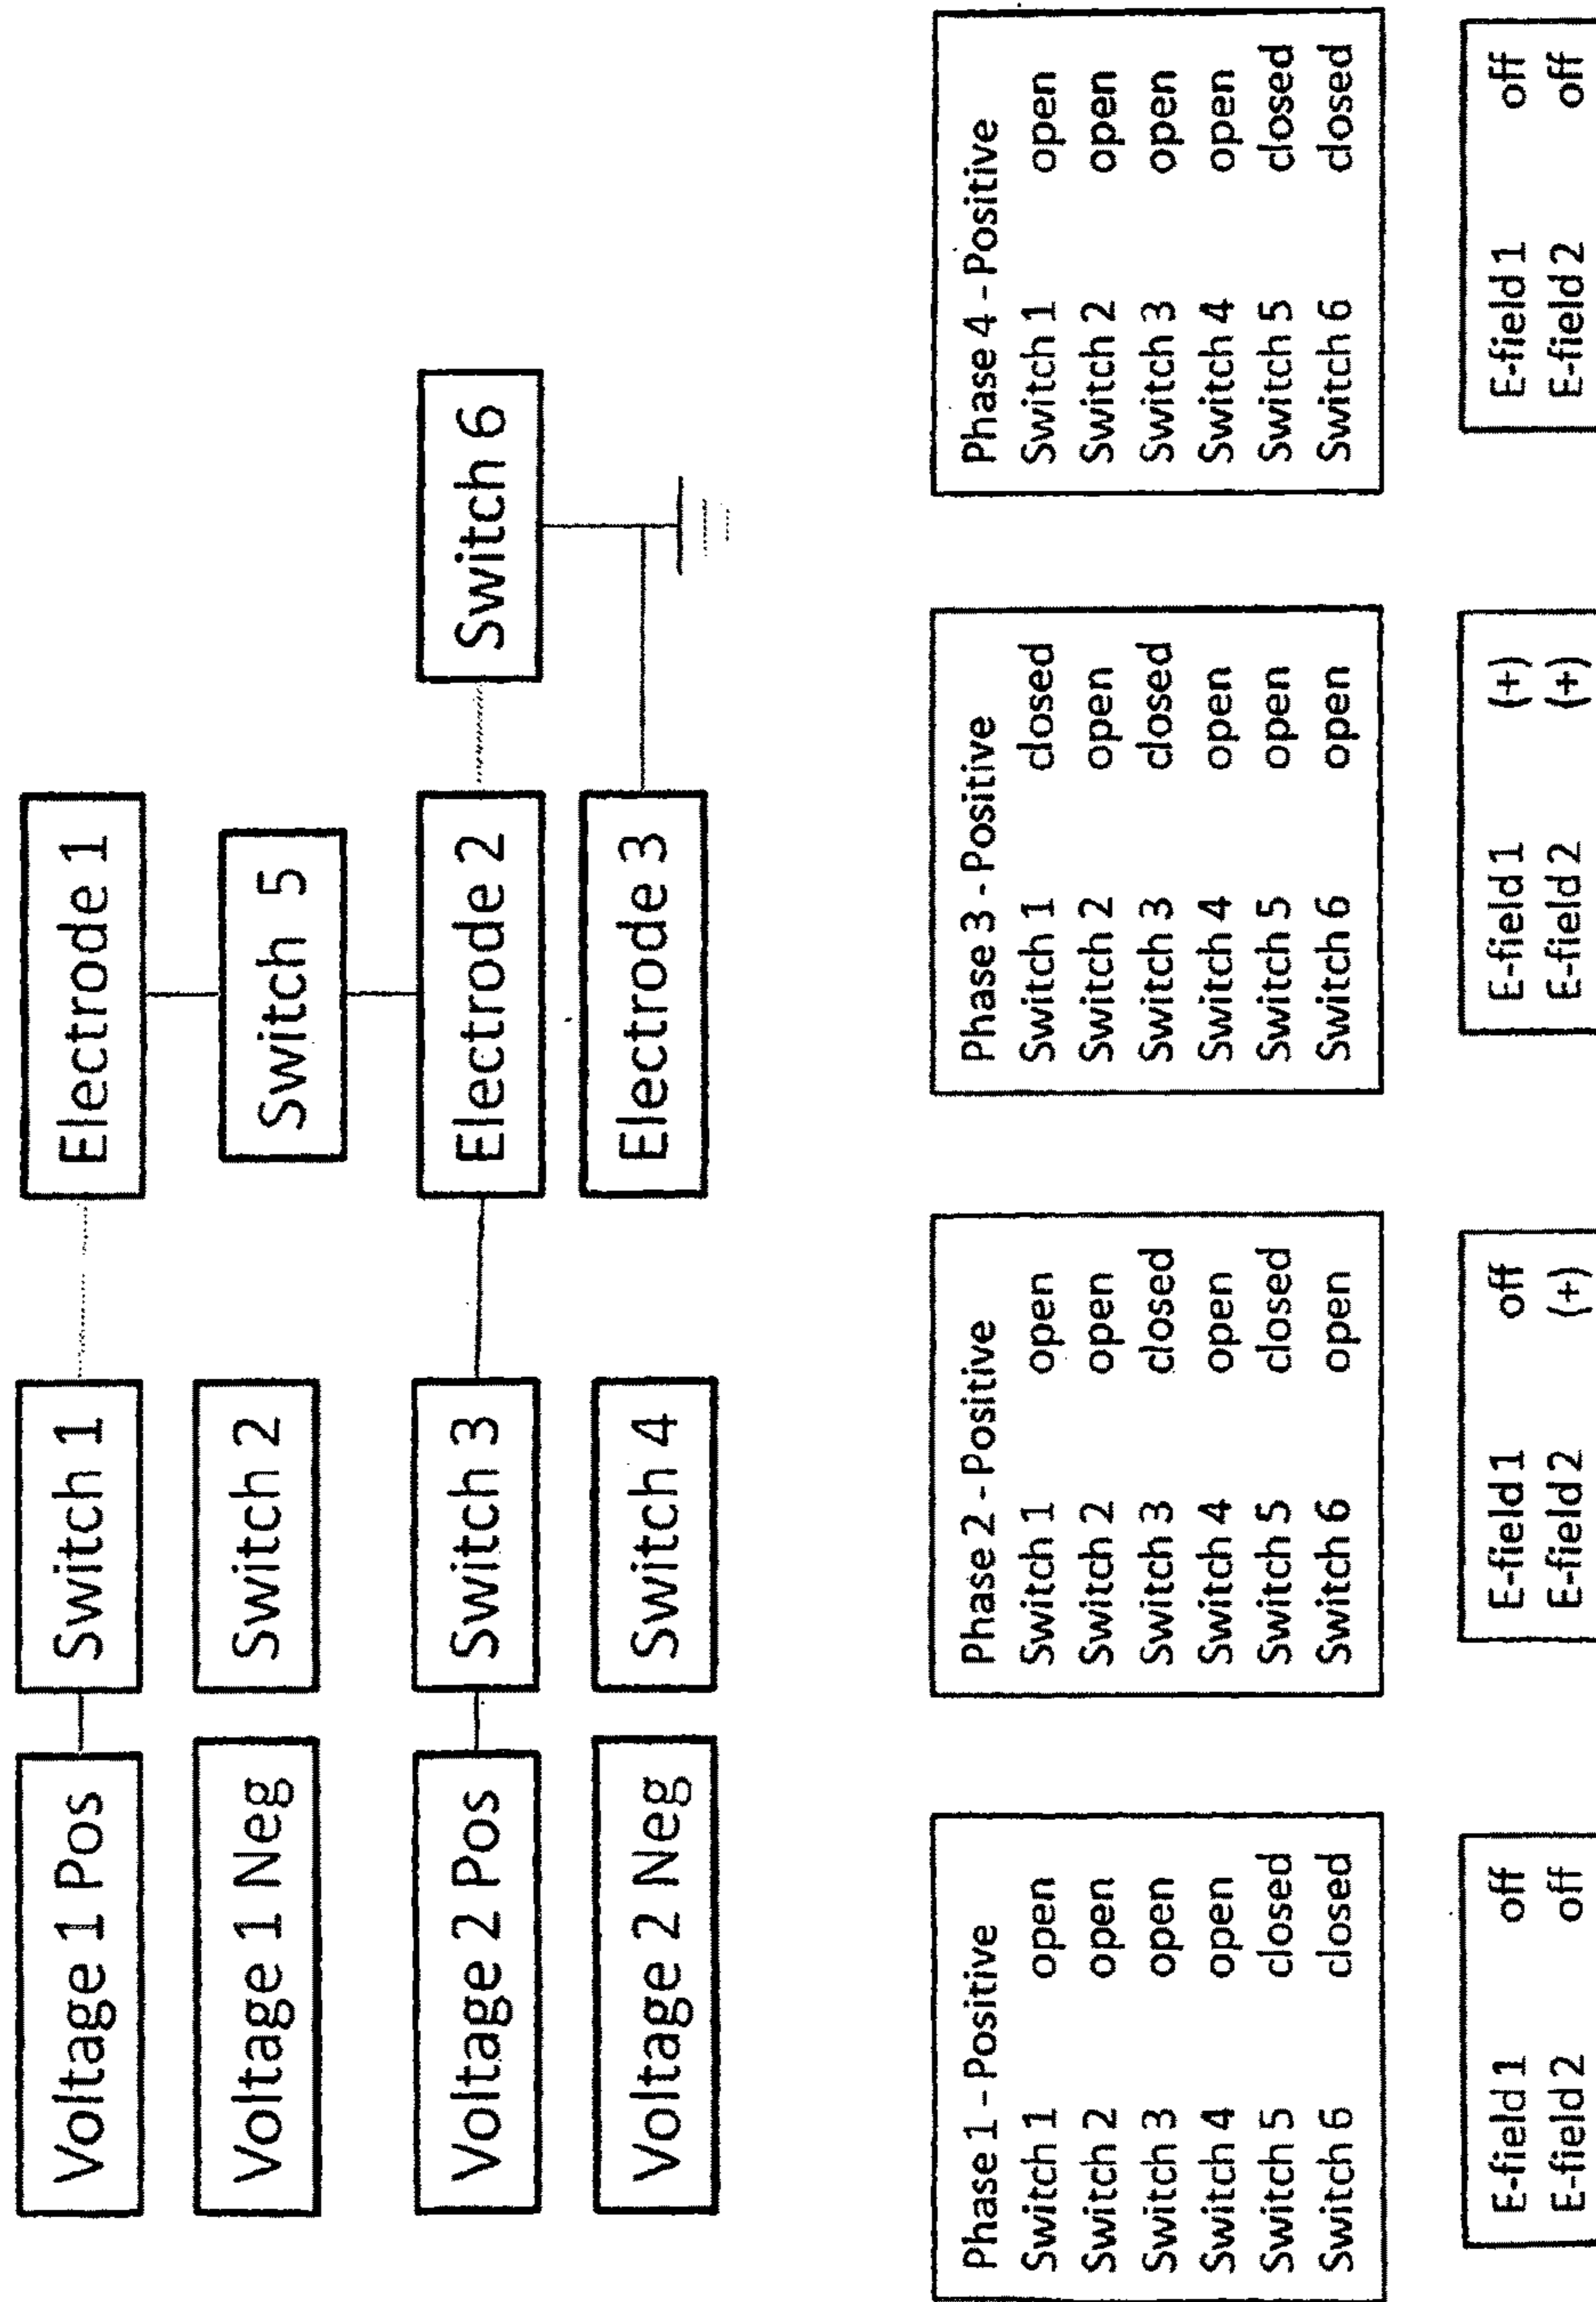 Voltage 1 Pos
Switch 1
Electrode 1
Voltage 1 Neg
Switch 2
Switch 5
Voltage 2 Pos
Switch 3
Electrode 2
Switch 6
Voltage 2 Neg
Switch 4
Electrode 3
Phase 1 - Positive
Switch 1 open
Switch 2 open
Switch 3 open
Switch 4 open
Switch 5 closed
Switch 6 closed
Phase 2 - Positive
Switch 1 open
Switch 2 open
Switch 3 closed
Switch 4 open
Switch 5 closed
Switch 6 open
Phase 3 - Positive
Switch 1 closed
Switch 2 open
Switch 3 closed
Switch 4 open
Switch 5 open
Switch 6 open
Phase 4 - Positive
Switch 1 open
Switch 2 open
Switch 3 open
Switch 4 open
Switch 5 closed
Switch 6 closed
E-field 1 off
E-field 2 off
E-field 1 off
E-field 2 (+)
E-field 1 (+)
E-field 2 (+)
E-field 1 off
E-field 2 off